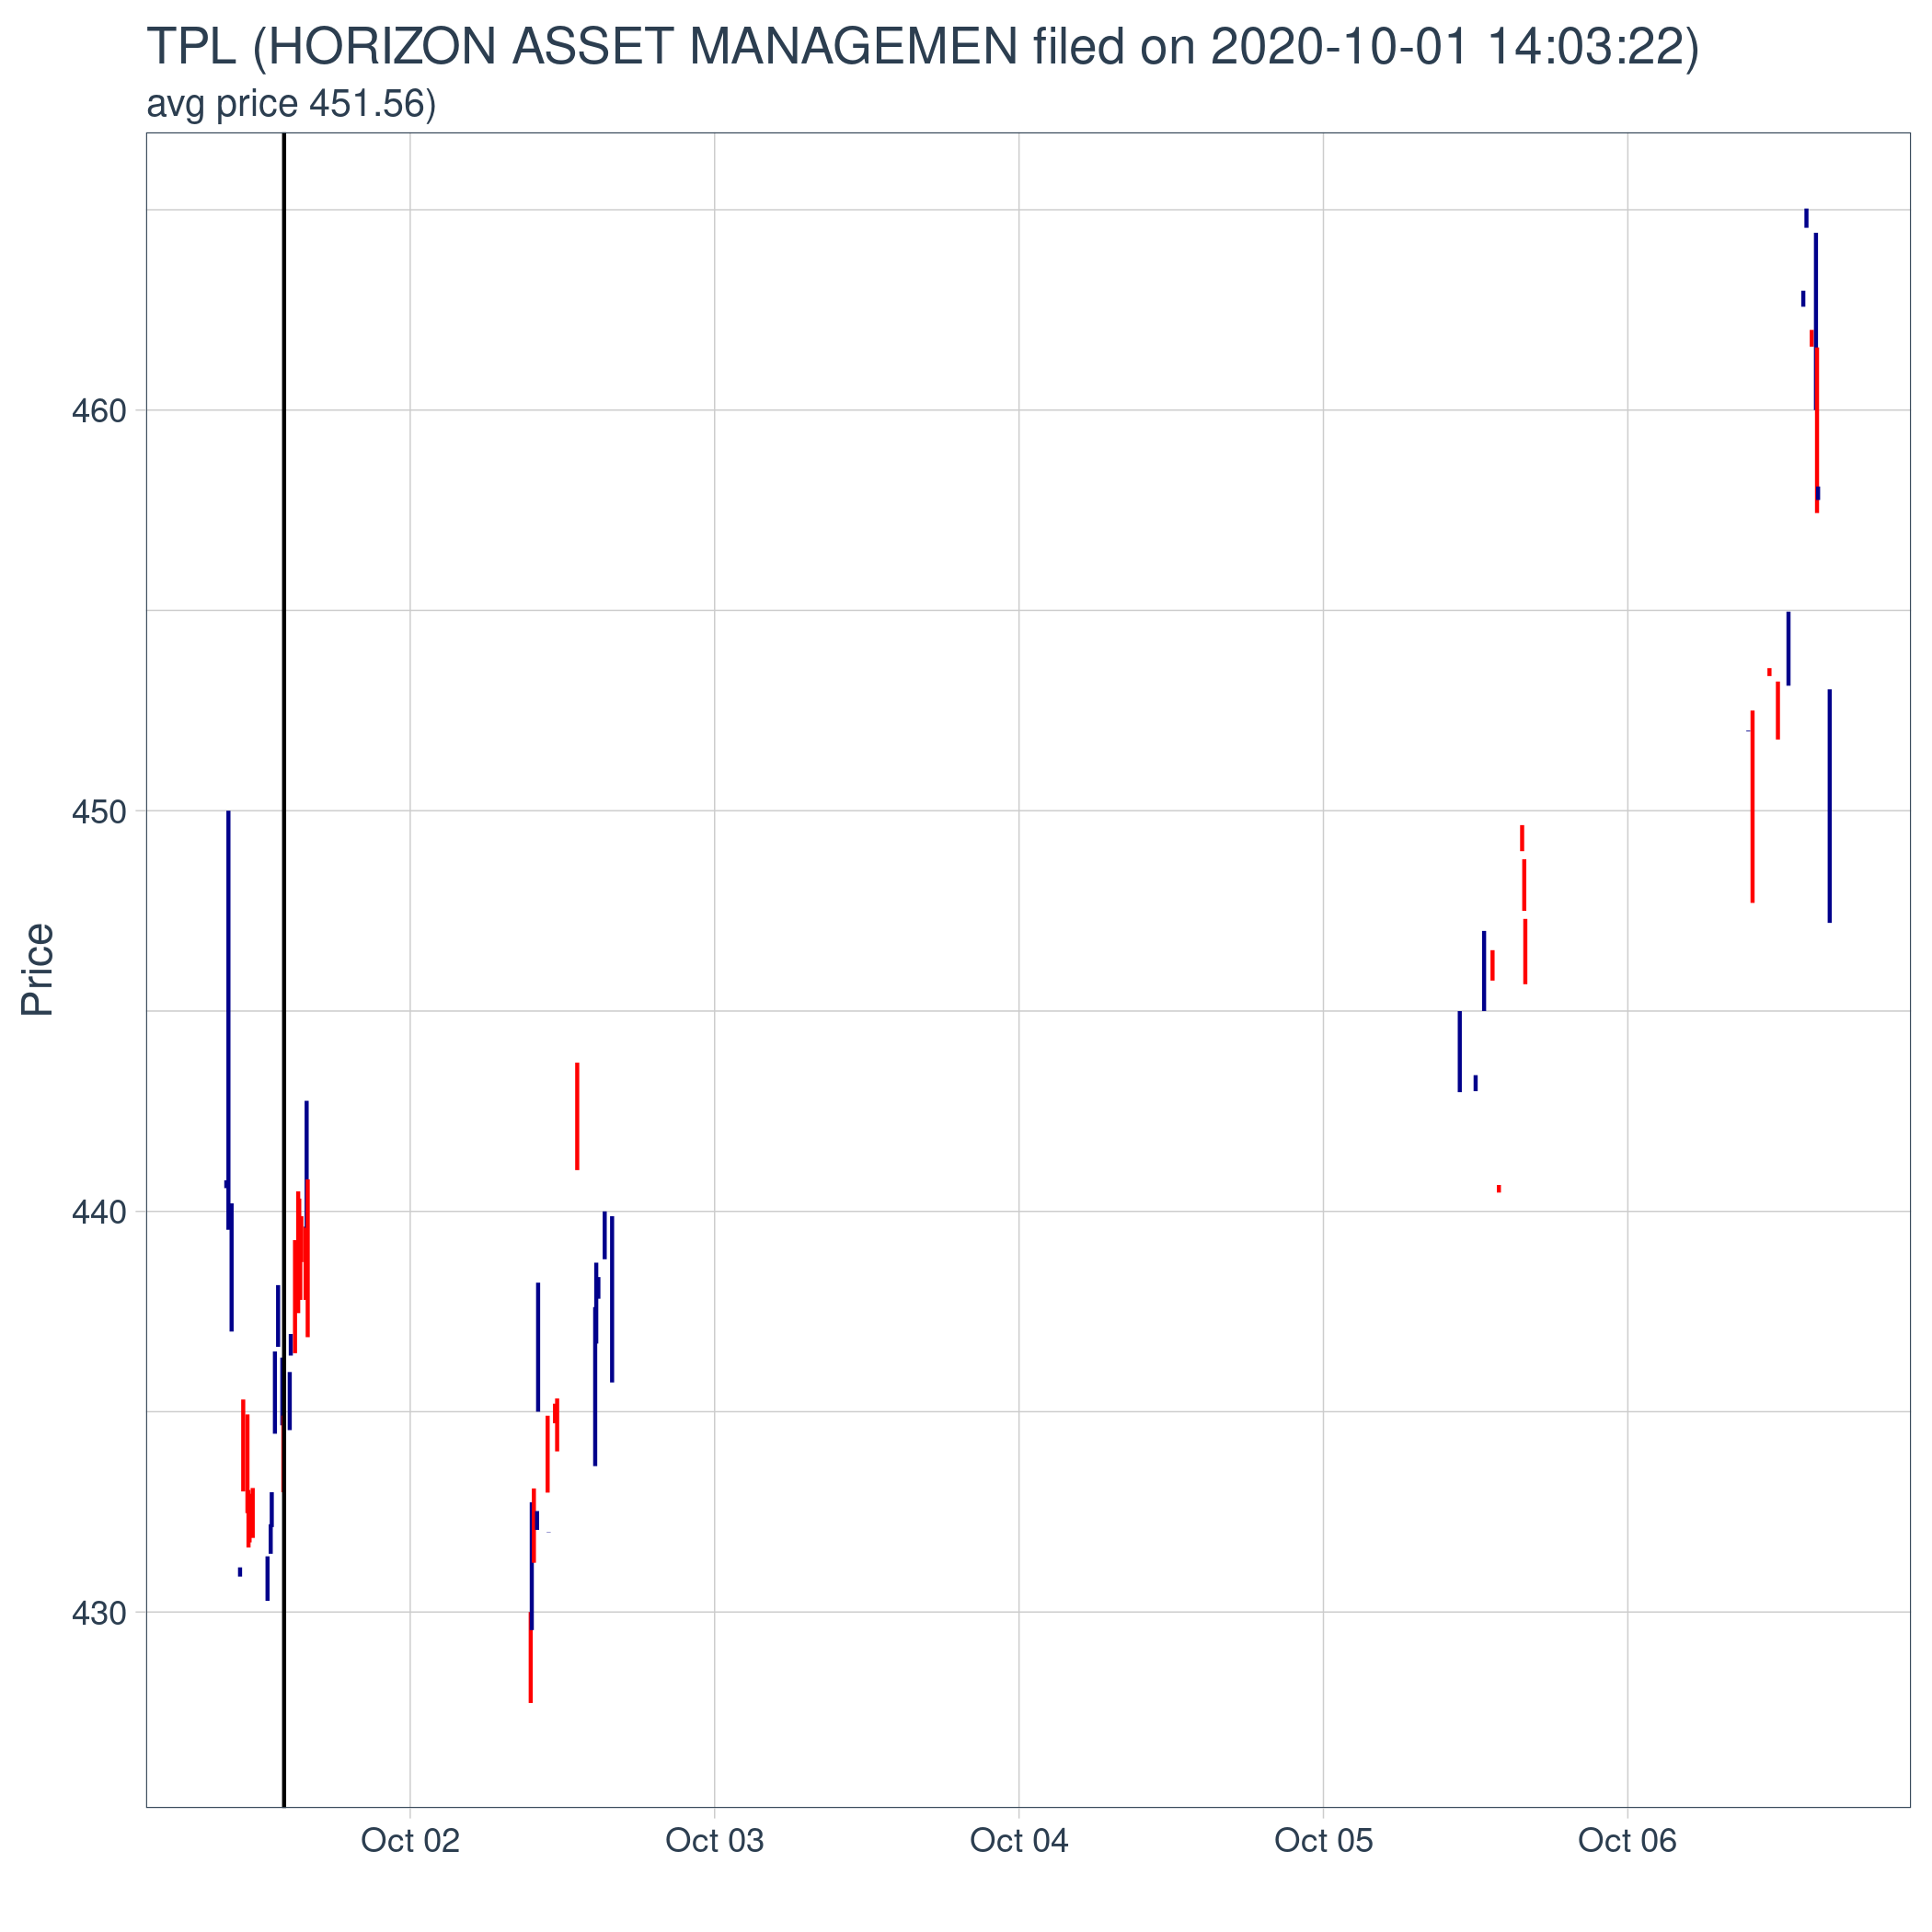 TPL (HORIZON ASSET MANAGEMEN filed on 2020-10-01 14:03:22)
avg price 451.56)
460
450
Price
440
430
Oct 02 Oct 03 Oct 04 Oct 05 Oct 06